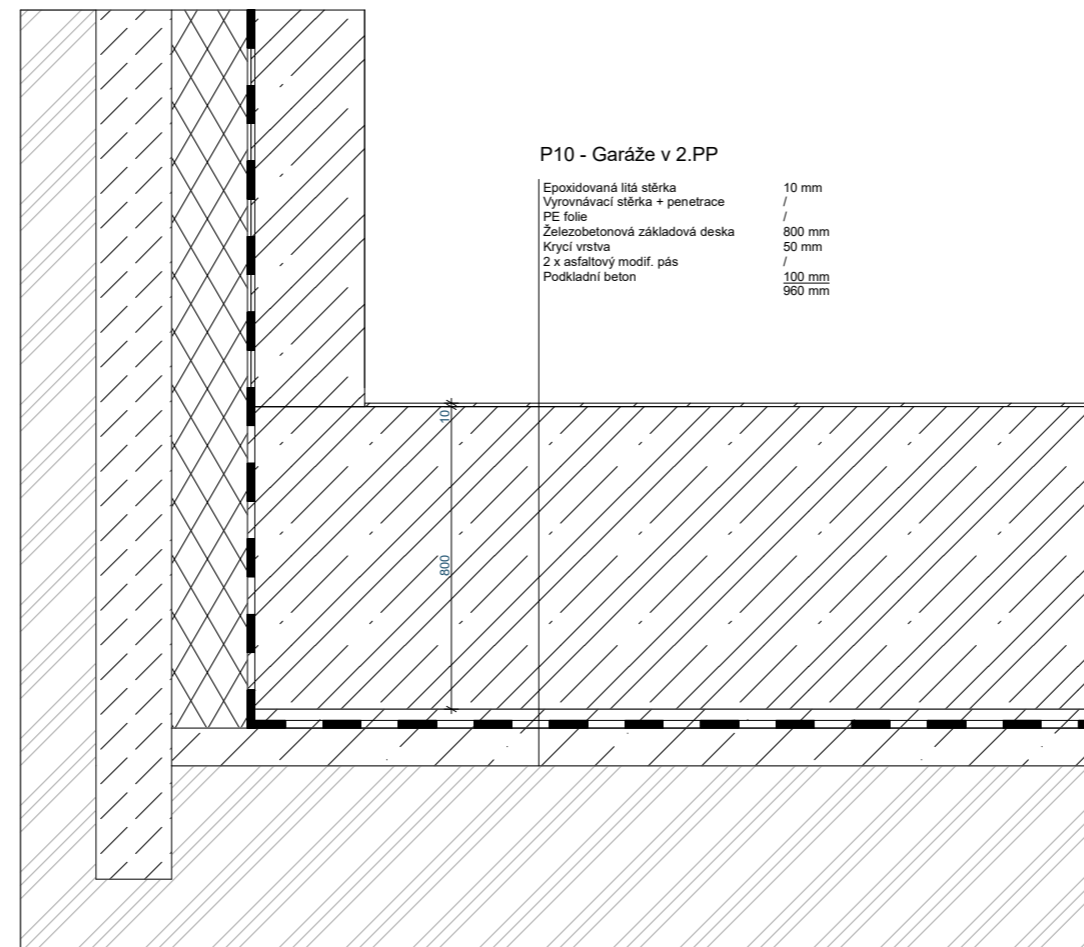 P10 - Garáže v 2.PP
Epoxidovaná litá stěrka 10 mm
Vyrovnávací stěrka + penetrace /
PE folie /
Železobetonová základová deska 800 mm
Krycí vrstva 50 mm
2 x asfaltový modif. pás /
Podkladní beton 100 mm
960 mm
10
800